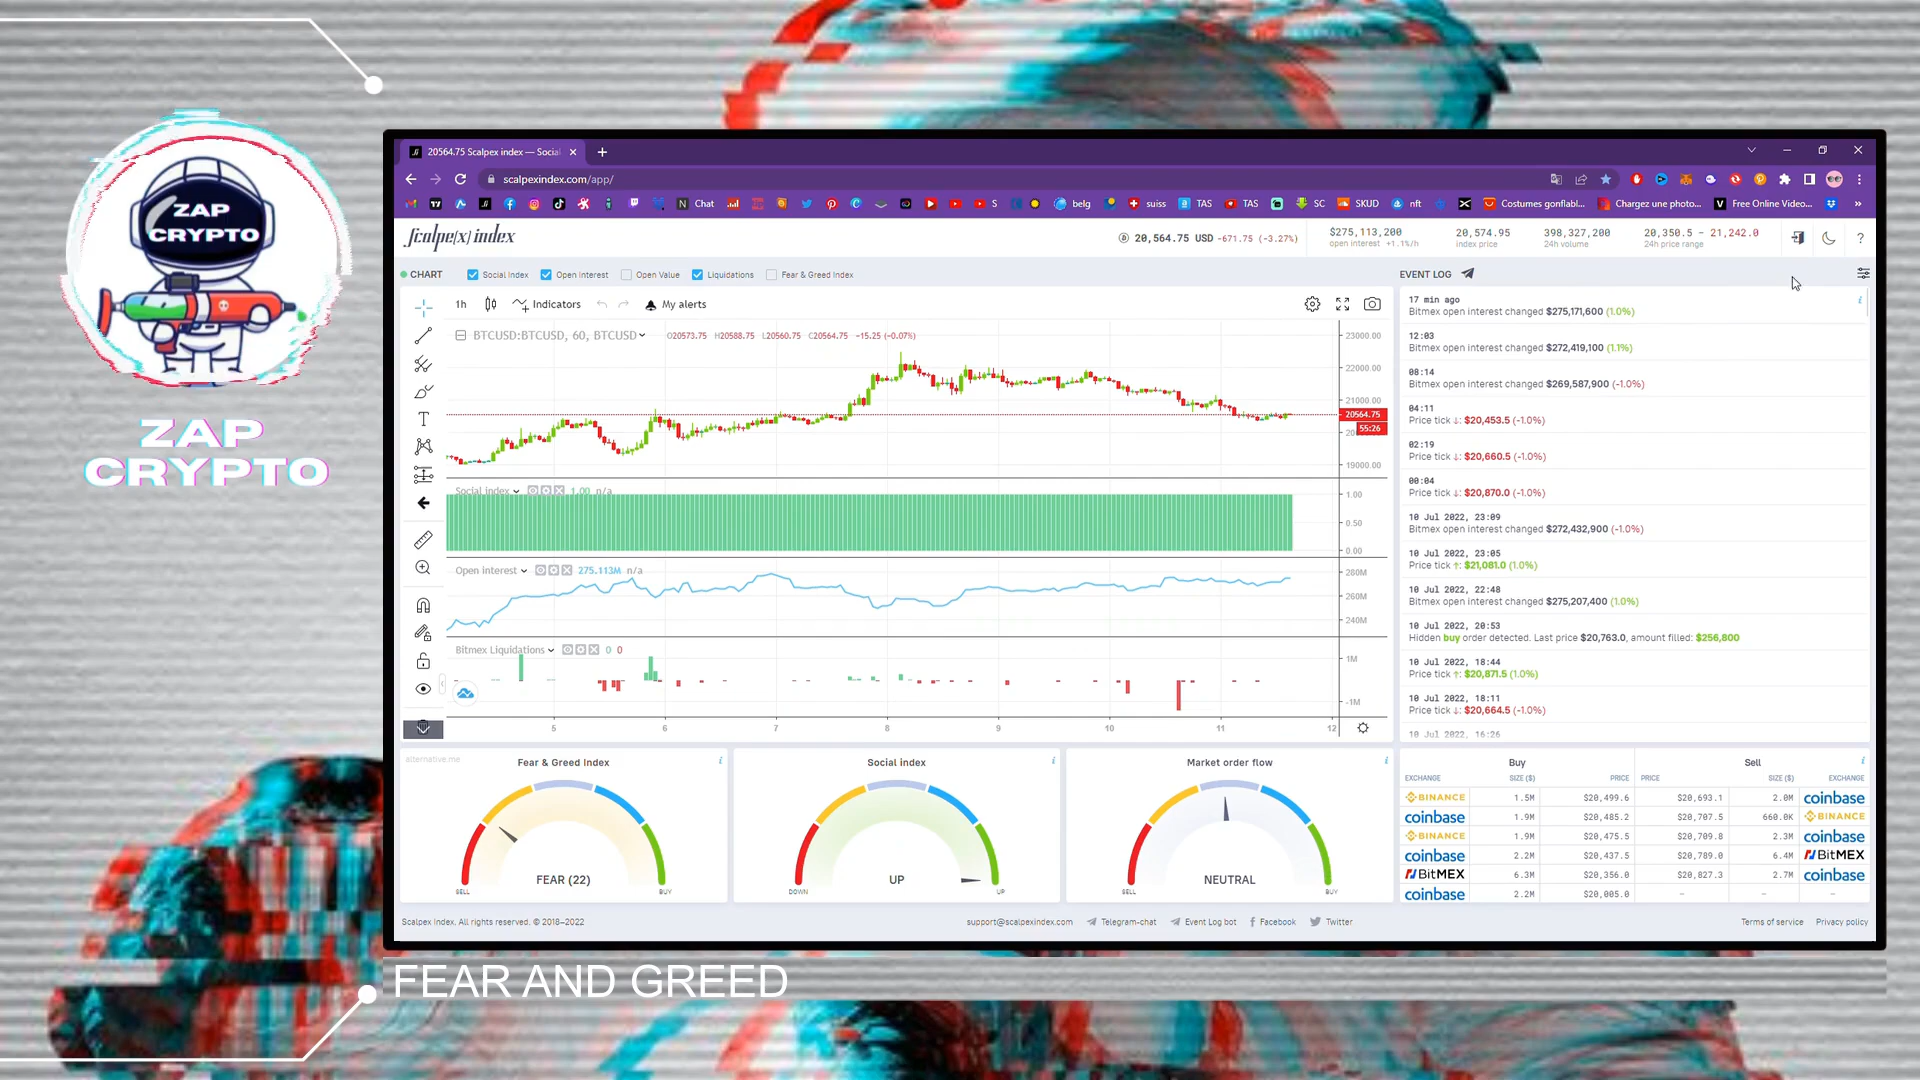 ZAP
CRYPTO
ZAP
CRYPTO
20564.75 Scalpex index — Social
scalpexindex.com/app/
Chat
S
belg
suiss
TAS
TAS
SC
SKUD
nft
Costumes gonflabl...
Chargez une photo...
Free Online Video...
scalpe(x) index
20,564.75 USD -671.75 (-3.27%)
$275,113,200
open interest +1.1%/h
20,574.95
index price
398,327,200
24h volume
20,350.5 - 21,242.0
24h price range
?
CHART
Social Index
Open Interest
Open Value
Liquidations
Fear & Greed Index
EVENT LOG
1h
Indicators
My alerts
BTCUSD:BTCUSD, 60, BTCUSD
O20573.75 H20588.75 L20560.75 C20564.75 -15.25 (-0.07%)
23000.00
22000.00
21000.00
20564.75
55:26
19000.00
Social index 1.00 n/a
1.00
0.50
0.00
Open interest 275.113M n/a
280M
260M
240M
Bitmex Liquidations 0 0
1M
-1M
5 6 7 8 9 10 11 12
17 min ago
Bitmex open interest changed $275,171,600 (1.0%)
12:03
Bitmex open interest changed $272,419,100 (1.1%)
08:14
Bitmex open interest changed $269,587,900 (-1.0%)
04:11
Price tick ↓: $20,453.5 (-1.0%)
02:19
Price tick ↓: $20,660.5 (-1.0%)
00:04
Price tick ↓: $20,870.0 (-1.0%)
10 Jul 2022, 23:09
Bitmex open interest changed $272,432,900 (-1.0%)
10 Jul 2022, 23:05
Price tick ↑: $21,081.0 (1.0%)
10 Jul 2022, 22:48
Bitmex open interest changed $275,207,400 (1.0%)
10 Jul 2022, 20:53
Hidden buy order detected. Last price $20,763.0, amount filled: $256,800
10 Jul 2022, 18:44
Price tick ↑: $20,871.5 (1.0%)
10 Jul 2022, 18:11
Price tick ↓: $20,664.5 (-1.0%)
10 Jul 2022, 16:26
alternative.me
Fear & Greed Index
FEAR (22)
SELL BUY
Social index
UP
DOWN UP
Market order flow
NEUTRAL
SELL BUY
Buy Sell
EXCHANGE SIZE ($) PRICE PRICE SIZE ($) EXCHANGE
BINANCE 1.5M $20,499.6 $20,693.1 2.0M coinbase
coinbase 1.9M $20,485.2 $20,707.5 660.0K BINANCE
BINANCE 1.9M $20,475.5 $20,709.8 2.3M coinbase
coinbase 2.2M $20,437.5 $20,789.0 6.4M BitMEX
BitMEX 6.3M $20,356.0 $20,827.3 2.7M coinbase
coinbase 2.2M $20,005.0 – – –
Scalpex Index. All rights reserved. © 2018–2022
support@scalpexindex.com
Telegram-chat
Event Log bot
Facebook
Twitter
Terms of service
Privacy policy
FEAR AND GREED